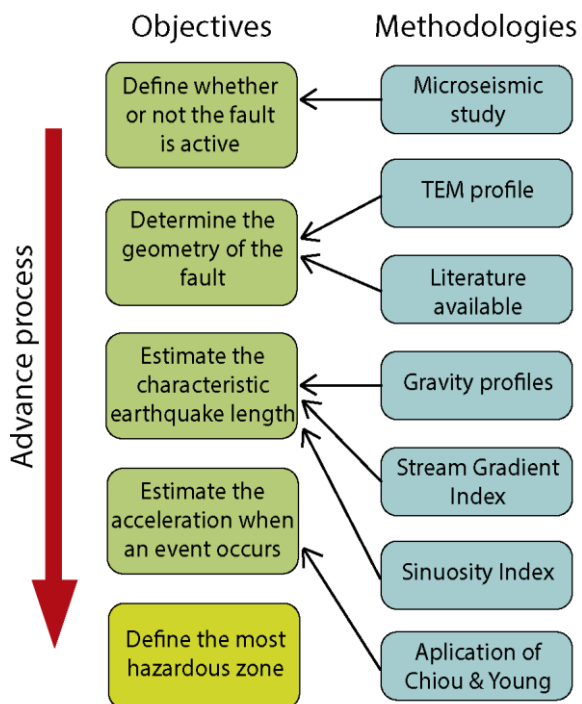 Objectives
Methodologies
Advance process
Define whether
or not the fault
is active
Microseismic
study
Determine the
geometry of the
fault
TEM profile
Literature
available
Estimate the
characteristic
earthquake length
Gravity profiles
Stream Gradient
Index
Sinuosity Index
Estimate the
acceleration when
an event occurs
Aplication of
Chiou & Young
Define the most
hazardous zone